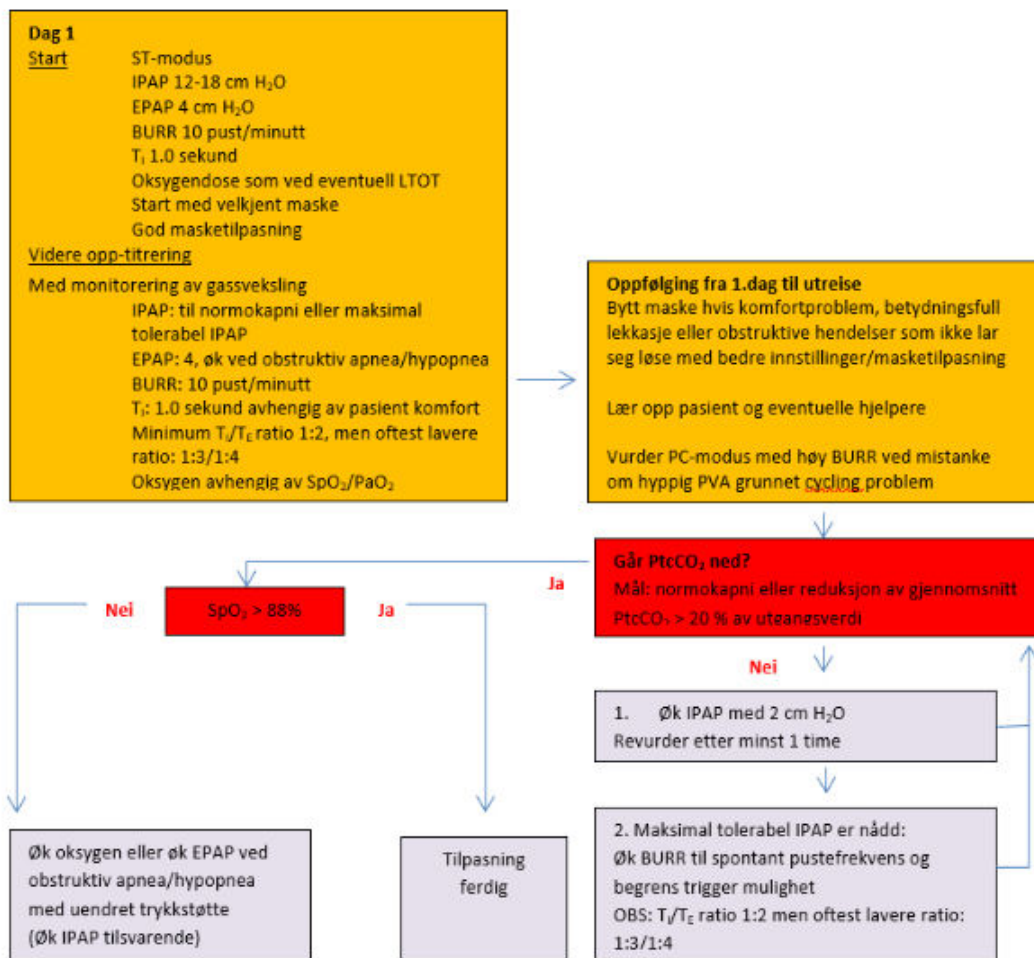 Dag 1
Start ST-modus
IPAP 12-18 cm H₂O
EPAP 4 cm H₂O
BURR 10 pust/minutt
Tᵢ 1.0 sekund
Oksygendose som ved eventuell LTOT
Start med velkjent maske
God masketilpasning
Videre opp-titrering
Med monitorering av gassveksling
IPAP: til normokapni eller maksimal
tolerabel IPAP
EPAP: 4, øk ved obstruktiv apnea/hypopnea
BURR: 10 pust/minutt
Tᵢ: 1.0 sekund avhengig av pasient komfort
Minimum Tᵢ/Tₑ ratio 1:2, men oftest lavere
ratio: 1:3/1:4
Oksygen avhengig av SpO₂/PaO₂
Oppfølging fra 1.dag til utreise
Bytt maske hvis komfortproblem, betydningsfull
lekkasje eller obstruktive hendelser som ikke lar
seg løse med bedre innstillinger/masketilpasning
Lær opp pasient og eventuelle hjelpere
Vurder PC-modus med høy BURR ved mistanke
om hyppig PVA grunnet cycling problem
Går PtcCO₂ ned?
Mål: normokapni eller reduksjon av gjennomsnitt
PtcCO₂ > 20 % av utgangsverdi
Ja
Nei
SpO₂ > 88%
Nei
Ja
1. Øk IPAP med 2 cm H₂O
Revurder etter minst 1 time
2. Maksimal tolerabel IPAP er nådd:
Øk BURR til spontant pustefrekvens og
begrens trigger mulighet
OBS: Tᵢ/Tₑ ratio 1:2 men oftest lavere ratio:
1:3/1:4
Øk oksygen eller øk EPAP ved
obstruktiv apnea/hypopnea
med uendret trykkstøtte
(Øk IPAP tilsvarende)
Tilpasning
ferdig